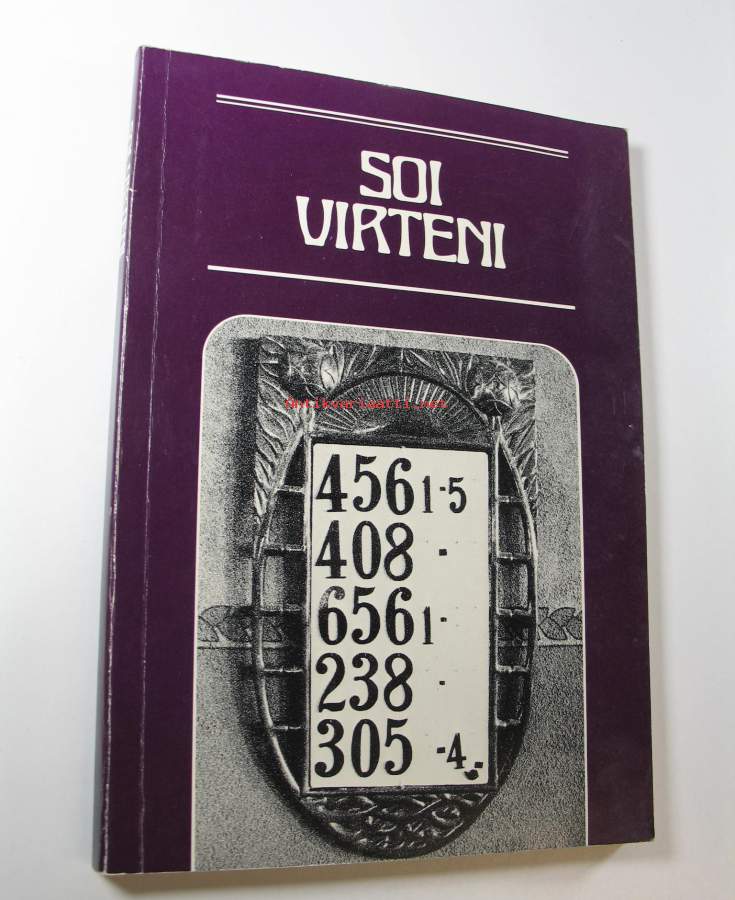 SOI
VIRTENI
Antikvariaatti.net
456 1-5
408 -
656 1-
238 -
305 -4-